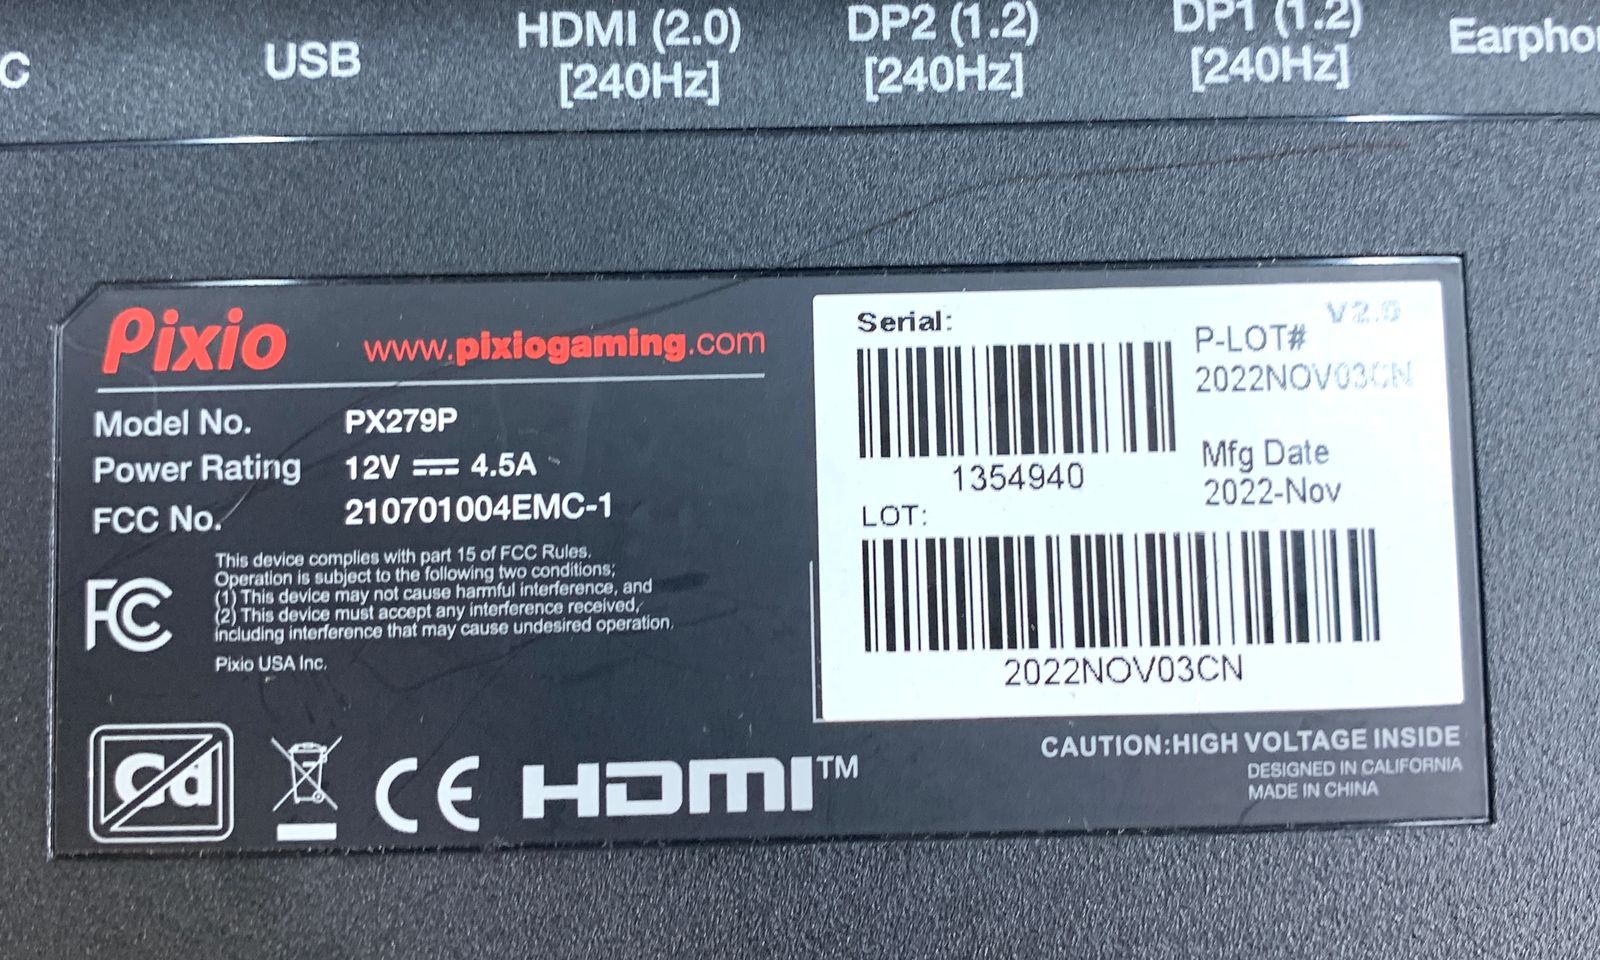 C USB HDMI (2.0) DP2 (1.2) DP1 (1.2)
[240Hz] [240Hz] [240Hz]
Pixio www.pixiogaming.com
Model No. PX279P
Power Rating 12V 4.5A
FCC No. 210701004EMC-1
This device complies with part 15 of FCC Rules.
Operation is subject to the following two conditions;
(1) This device may not cause harmful interference, and
(2) This device must accept any interference received,
including interference that may cause undesired operation.
FC
Pixio USA Inc.
Cd
CE HDMI™
Serial:
1354940
V2.0
P-LOT#
2022NOV03CN
Mfg Date
2022-Nov
LOT:
2022NOV03CN
CAUTION:HIGH VOLTAGE INSIDE
DESIGNED IN CALIFORNIA
MADE IN CHINA